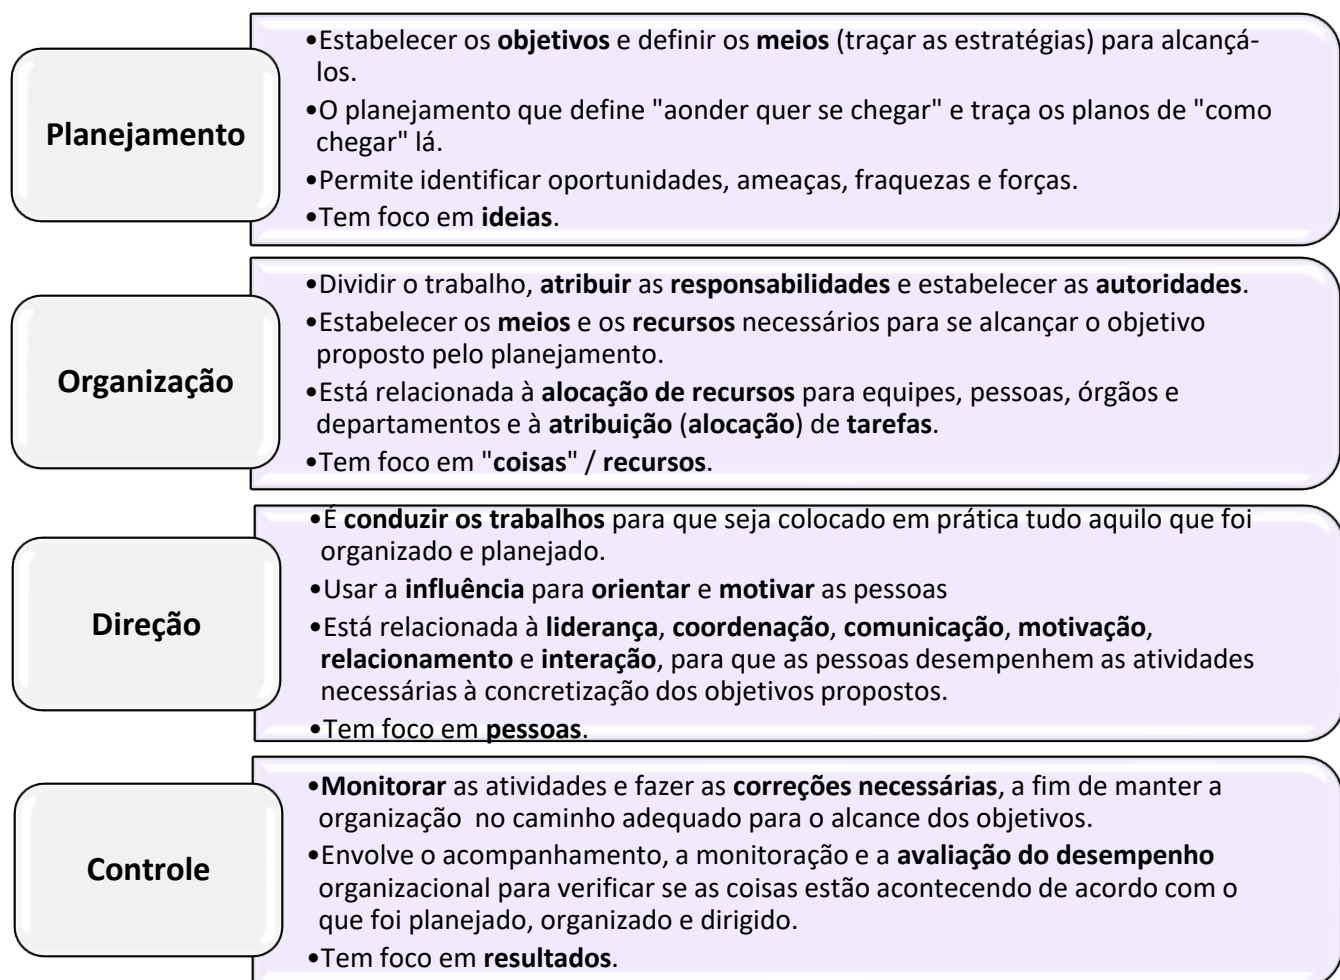 Planejamento
•Estabelecer os objetivos e definir os meios (traçar as estratégias) para alcançá-
los.
•O planejamento que define "aonder quer se chegar" e traça os planos de "como
chegar" lá.
•Permite identificar oportunidades, ameaças, fraquezas e forças.
•Tem foco em ideias.
Organização
•Dividir o trabalho, atribuir as responsabilidades e estabelecer as autoridades.
•Estabelecer os meios e os recursos necessários para se alcançar o objetivo
proposto pelo planejamento.
•Está relacionada à alocação de recursos para equipes, pessoas, órgãos e
departamentos e à atribuição (alocação) de tarefas.
•Tem foco em "coisas" / recursos.
Direção
•É conduzir os trabalhos para que seja colocado em prática tudo aquilo que foi
organizado e planejado.
•Usar a influência para orientar e motivar as pessoas
•Está relacionada à liderança, coordenação, comunicação, motivação,
relacionamento e interação, para que as pessoas desempenhem as atividades
necessárias à concretização dos objetivos propostos.
•Tem foco em pessoas.
Controle
•Monitorar as atividades e fazer as correções necessárias, a fim de manter a
organização no caminho adequado para o alcance dos objetivos.
•Envolve o acompanhamento, a monitoração e a avaliação do desempenho
organizacional para verificar se as coisas estão acontecendo de acordo com o
que foi planejado, organizado e dirigido.
•Tem foco em resultados.